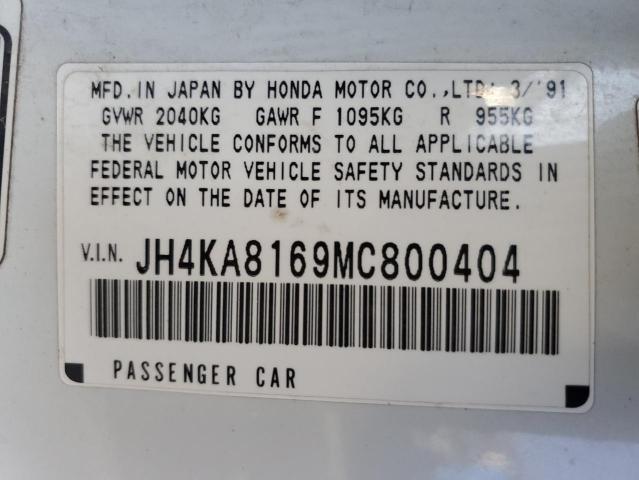 MFD. IN JAPAN BY HONDA MOTOR CO.,LTD. 3/'91
GVWR 2040KG GAWR F 1095KG R 955KG
THE VEHICLE CONFORMS TO ALL APPLICABLE
FEDERAL MOTOR VEHICLE SAFETY STANDARDS IN
EFFECT ON THE DATE OF ITS MANUFACTURE.
V.I.N. JH4KA8169MC800404
PASSENGER CAR